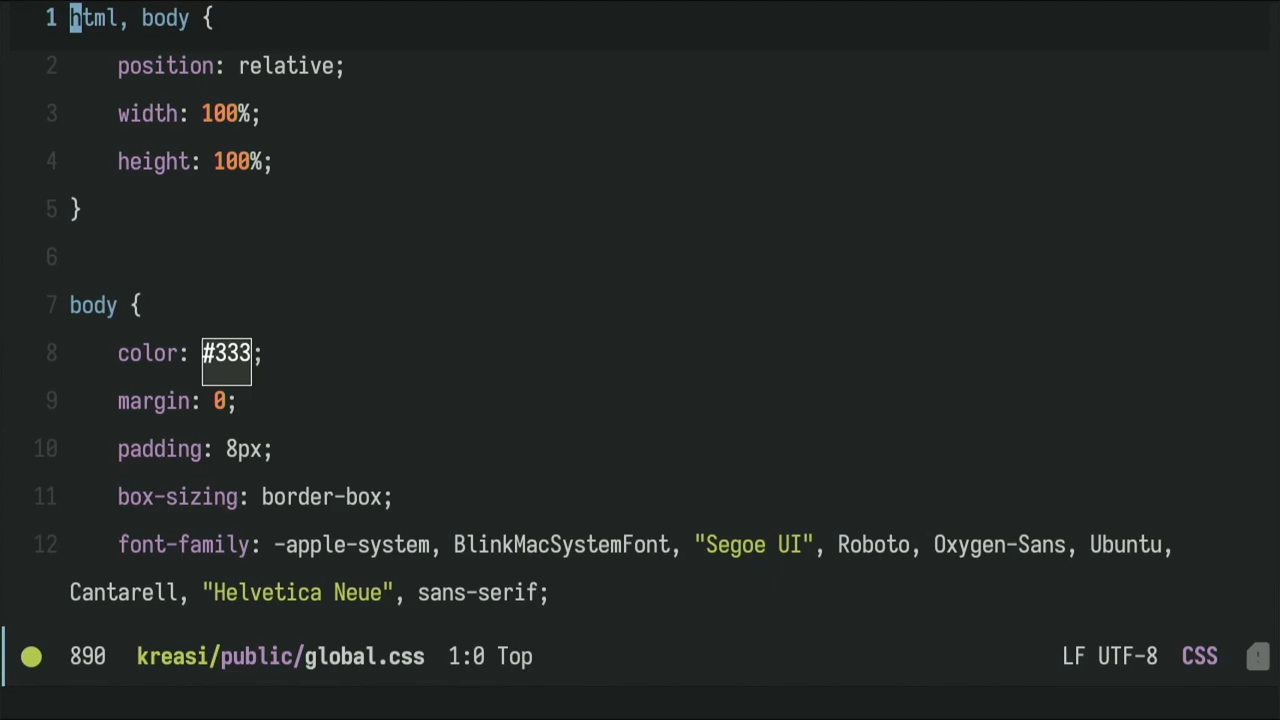 1 html, body {
2 position: relative;
3 width: 100%;
4 height: 100%;
5 }
6
7 body {
8 color: #333;
9 margin: 0;
10 padding: 8px;
11 box-sizing: border-box;
12 font-family: -apple-system, BlinkMacSystemFont, "Segoe UI", Roboto, Oxygen-Sans, Ubuntu,
Cantarell, "Helvetica Neue", sans-serif;
890 kreasi/public/global.css 1:0 Top LF UTF-8 CSS